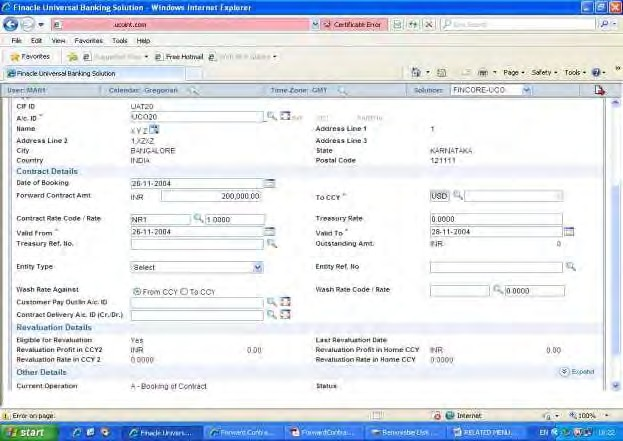 Finacle Universal Banking Solution - Windows Internet Explorer
ucoint.com Certificate Error
File Edit View Favorites Tools Help
Favorites Free Hotmail
Finacle Universal Banking Solution Page Safety Tools
User: MAR1 Calendar: Gregorian Time Zone: GMT Solution: FINCORE-UCO
CIF ID UAT20
A/c. ID * UCO20
Name X Y Z Address Line 1 1
Address Line 2 1,XZXZ Address Line 3
City BANGALORE State KARNATAKA
Country INDIA Postal Code 121111
Contract Details
Date of Booking 26-11-2004
Forward Contract Amt. INR 200,000.00 To CCY * USD
Contract Rate Code / Rate NR1 1.0000 Treasury Rate 0.0000
Valid From * 26-11-2004 Valid To * 28-11-2004
Treasury Ref. No. Outstanding Amt. INR 0
Entity Type Select Entity Ref. No
Wash Rate Against From CCY To CCY Wash Rate Code / Rate 0.0000
Customer Pay Out/In A/c. ID
Contract Delivery A/c. ID (Cr./Dr.)
Revaluation Details
Eligible for Revaluation Yes Last Revaluation Date
Revaluation Profit in CCY2 INR 0.00 Revaluation Profit in Home CCY INR 0.00
Revaluation Rate in CCY 2 0.0000 Revaluation Rate in Home CCY 0.0000
Other Details Expand
Current Operation A - Booking of Contract Status
Error on page. Internet 100%
start Finacle Univers... Forward Contra... ForwardContra... Removable Disk ... RELATED MENU... EN 16:22